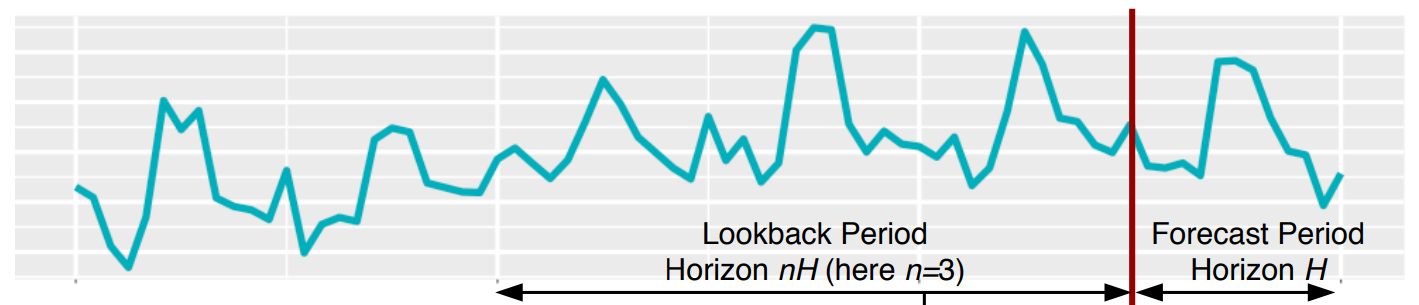 Lookback Period
Horizon nH (here n=3)
Forecast Period
Horizon H